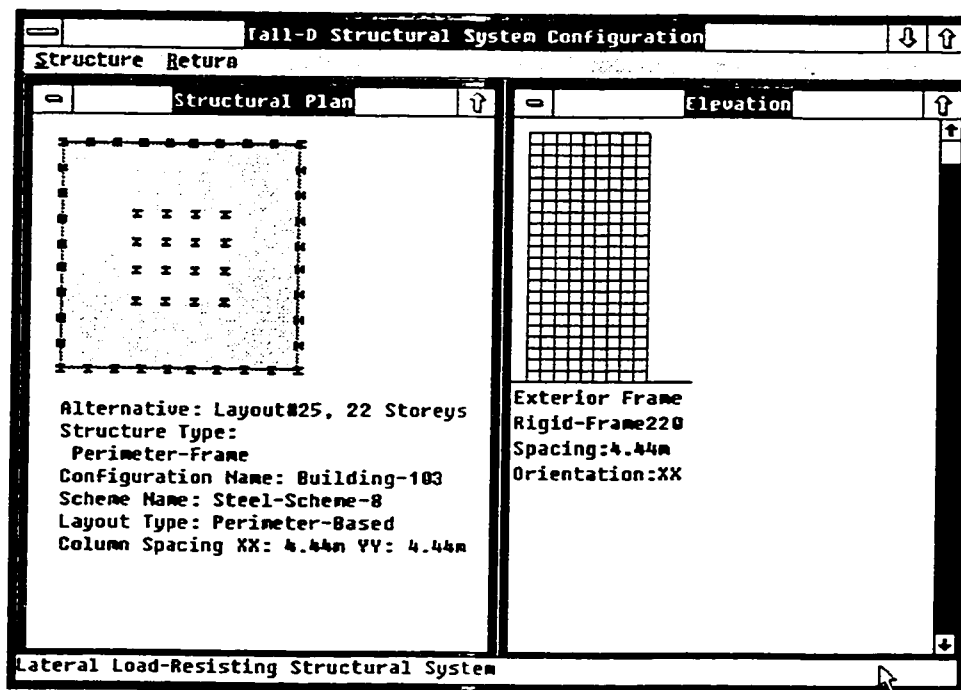 Tall-D Structural System Configuration
Structure Return
Structural Plan
Elevation
Alternative: Layout#25, 22 Storeys
Structure Type:
Perimeter-Frame
Configuration Name: Building-103
Scheme Name: Steel-Scheme-8
Layout Type: Perimeter-Based
Column Spacing XX: 4.44m YY: 4.44m
Exterior Frame
Rigid-Frame220
Spacing:4.44m
Orientation:XX
Lateral Load-Resisting Structural System